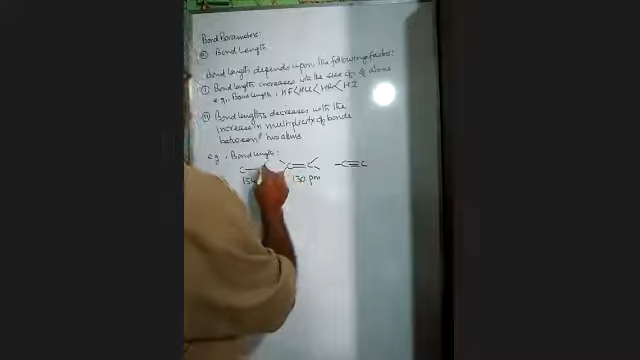 Bond Parameters:
Bond Length
Bond length depends upon the following factors:
(i) Bond length increases with the size of atoms
e.g., Bond length: HF < HCl < HBr < HI
(ii) Bond lengths decreases with the
increase in multiplicity of bonds
between two atoms
e.g., Bond length:
C— C=C —C≡C
130 pm